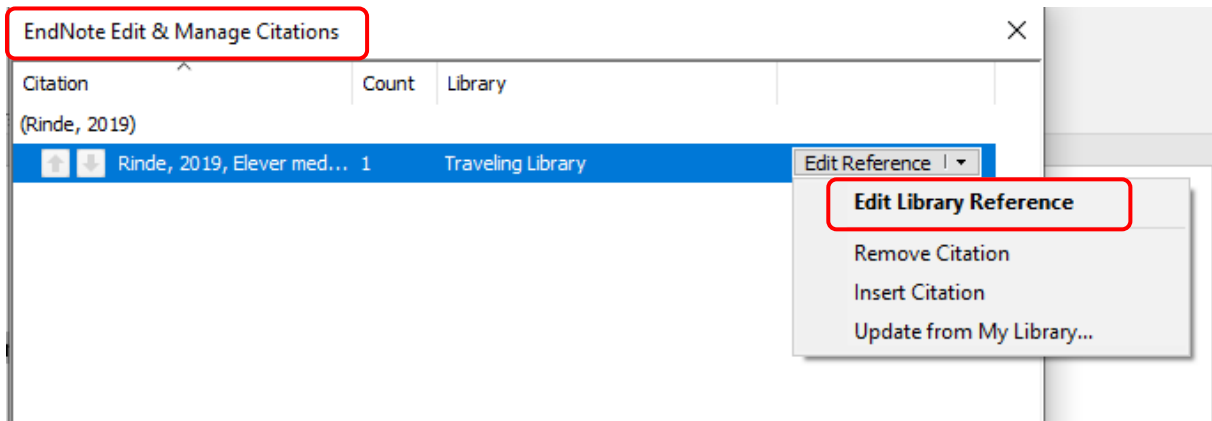 EndNote Edit & Manage Citations
Citation Count Library
(Rinde, 2019)
Rinde, 2019, Elever med... 1 Traveling Library Edit Reference
Edit Library Reference
Remove Citation
Insert Citation
Update from My Library...